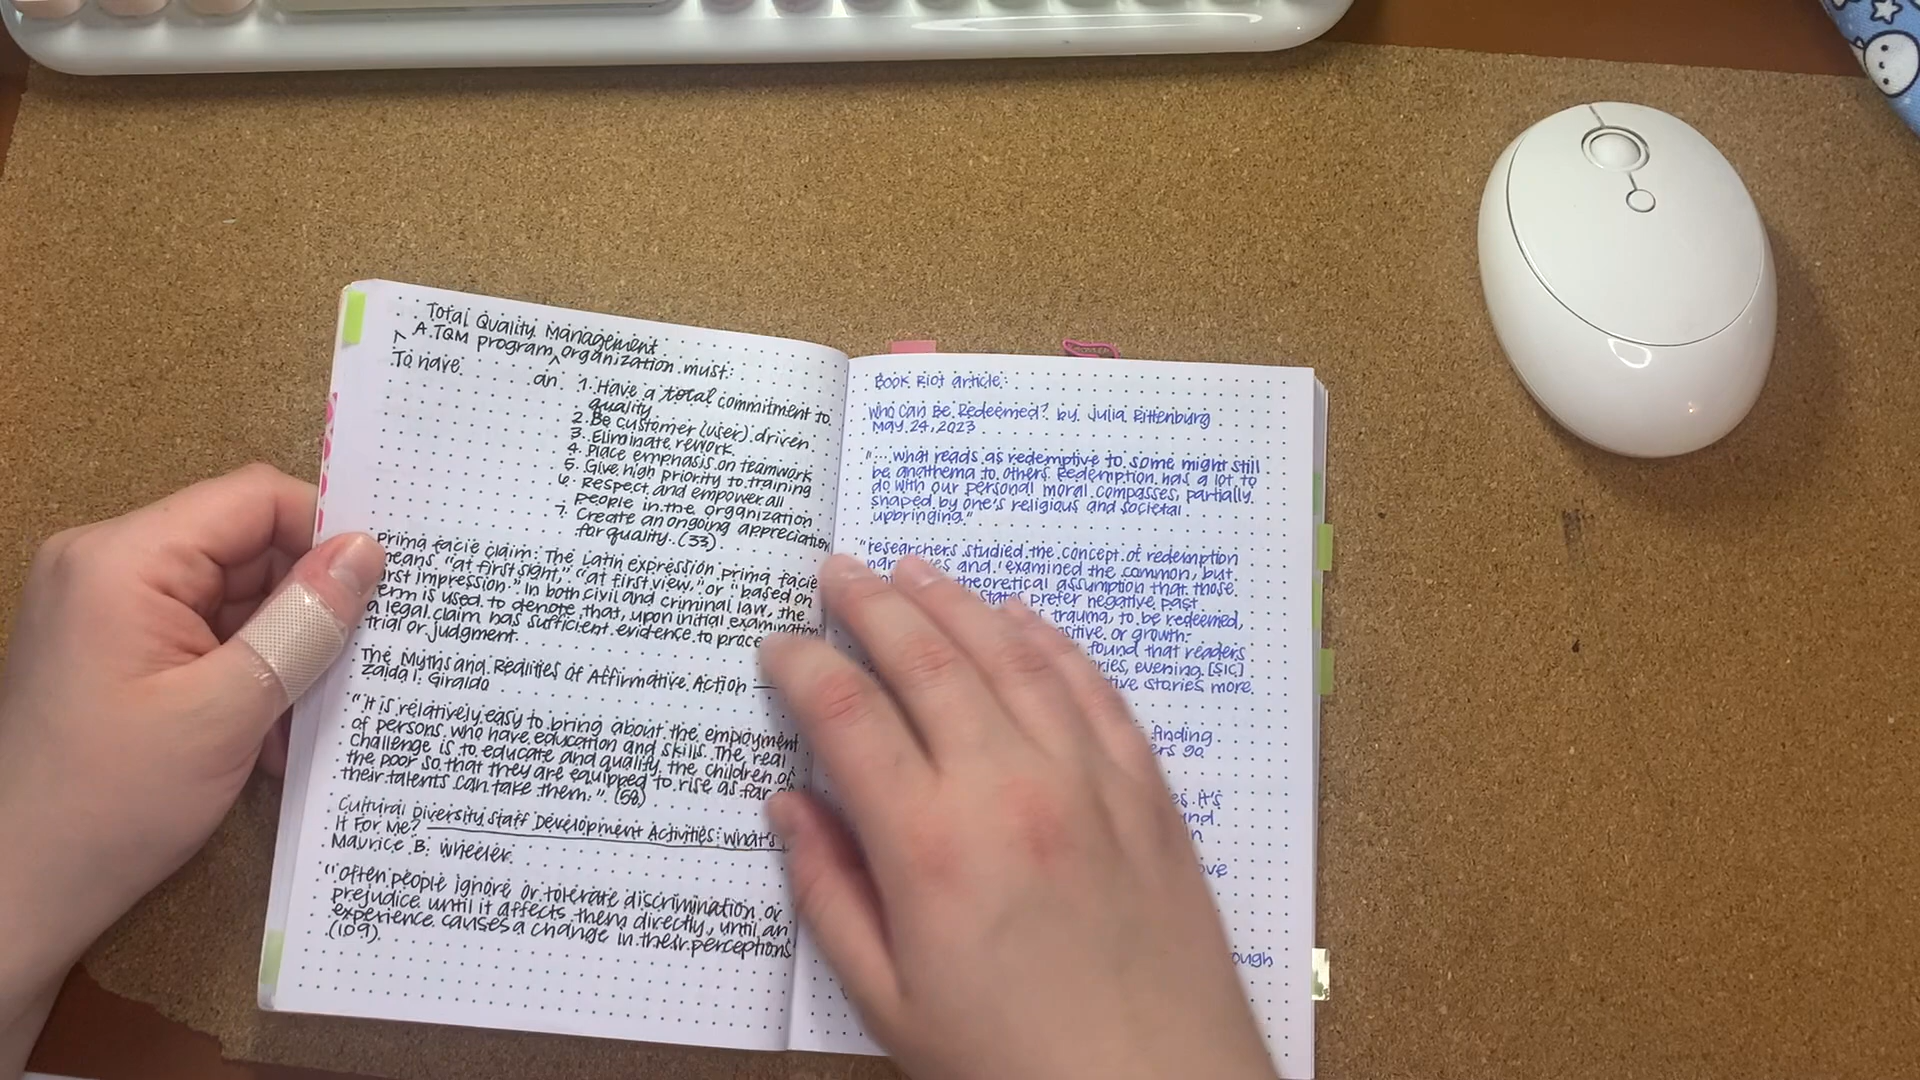 Total Quality Management
A TQM program, organization must:
To have
an
1. Have a total commitment to
quality
2. Be customer (user) driven
3. Eliminate rework
4. Place emphasis on teamwork
5. Give high priority to training
6. Respect and empower all
people in the organization
7. Create an ongoing appreciation
for quality. (33)
prima facie claim: The Latin expression prima facie
means "at first sight," "at first view," or "based on
first impression." in both civil and criminal law, the
term is used to denote that, upon initial examination,
a legal claim has sufficient evidence to
trial or judgment.
The Myths and Realities of Affirmative Action —
Zaida I. Giraldo
"It is relatively easy to bring about the employment
of persons who have education and skills. The real
challenge is to educate and qualify the children of
the poor so that they are equipped to rise as far
their talents can take them." (58)
Cultural Diversity Staff Development Activities: What's
It For Me?
Maurice B. Wheeler
"Often people ignore or tolerate discrimination or
prejudice until it affects them directly, until an
experience causes a change in their perceptions
(109)
Book Riot article:
Who Can Be Redeemed? by Julia Rittenburg
May 24, 2023
"...what reads as redemptive to some might still
be anathema to others. Redemption has a lot to
do with our personal moral compasses, partially
shaped by one's religious and societal
upbringing."
"researchers studied the concept of redemption
and examined the common, but
theoretical assumption that those
States prefer negative past
trauma, to be redeemed,
or growth.
found that readers
evening [SIC]
stories more.
finding
go
It's